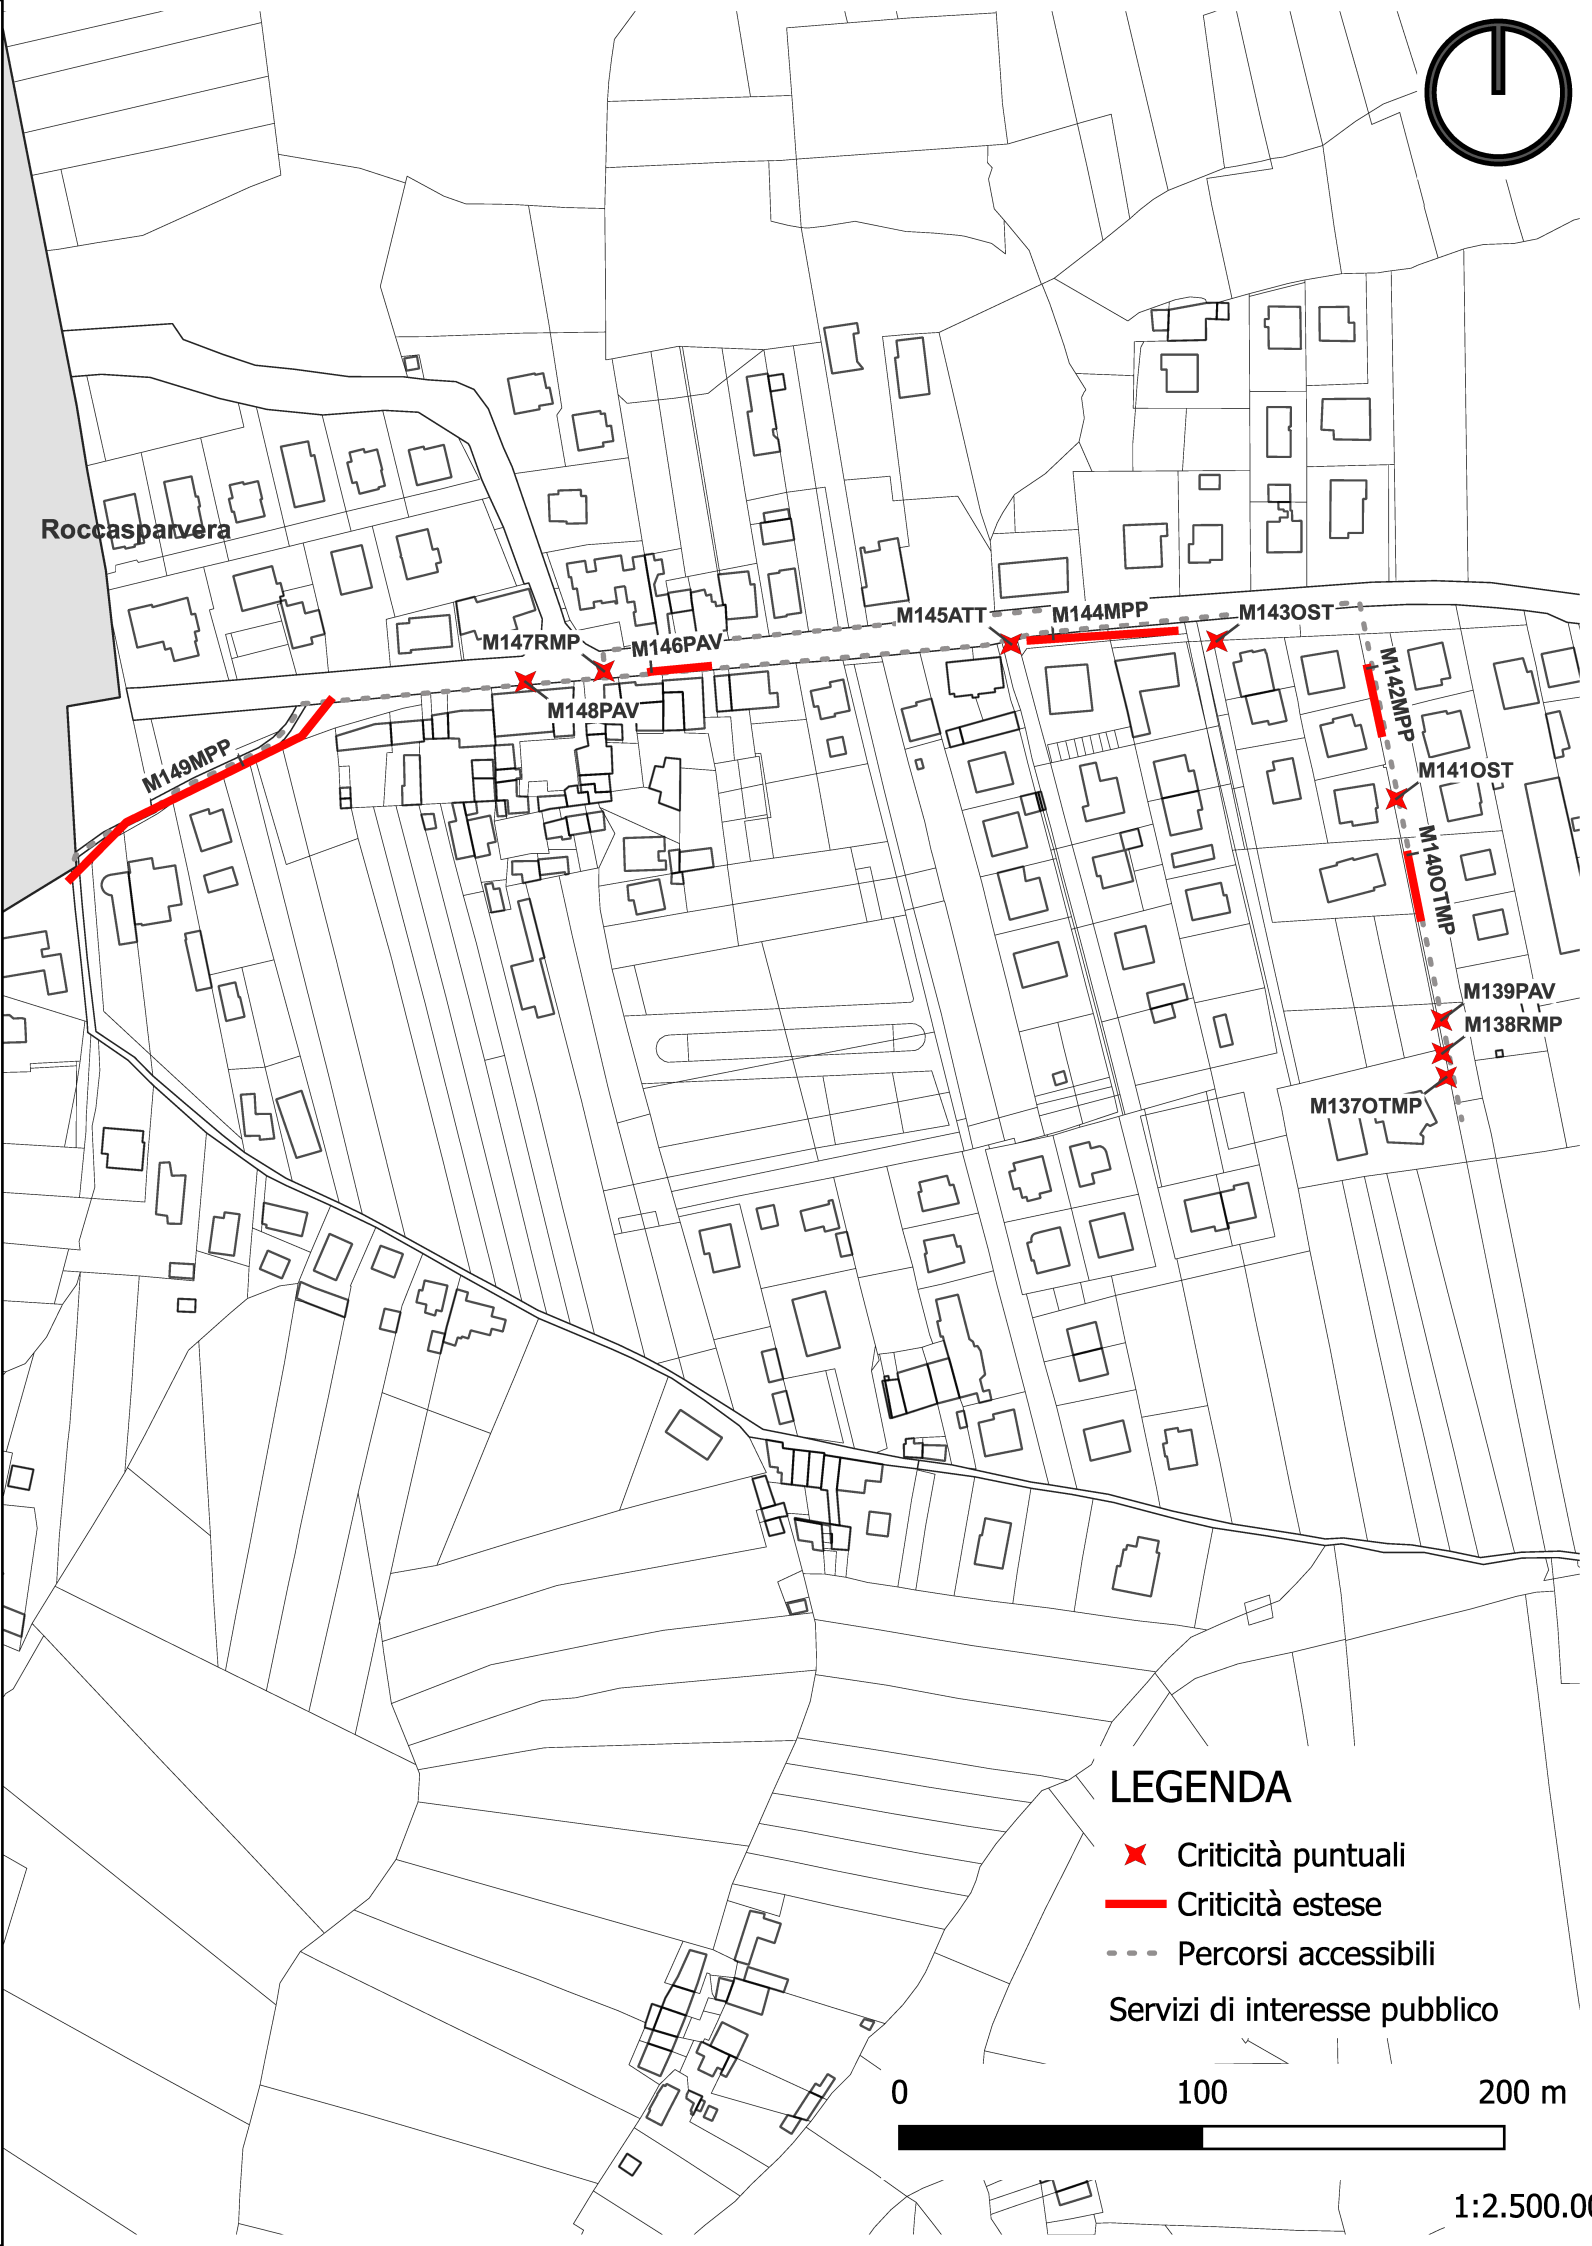 Roccasparvera
M145ATT
M144MPP
M143OST
M147RMP
M146PAV
M148PAV
M142MPP
M149MPP
M141OST
M140OTMP
M139PAV
M138RMP
M137OTMP
LEGENDA
Criticità puntuali
Criticità estese
Percorsi accessibili
Servizi di interesse pubblico
0 100 200 m
1:2.500.00